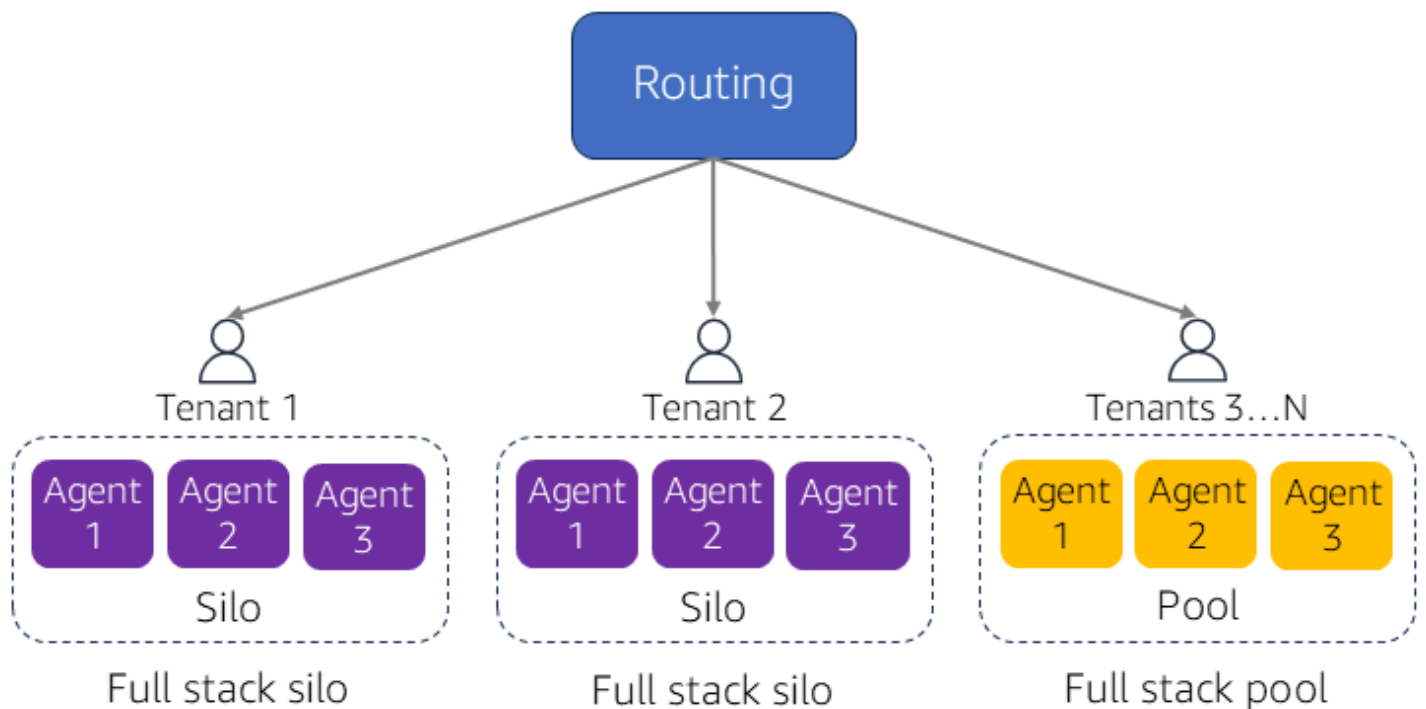 Routing
Tenant 1
Tenant 2
Tenants 3...N
Agent
1
Agent
2
Agent
3
Silo
Agent
1
Agent
2
Agent
3
Silo
Agent
1
Agent
2
Agent
3
Pool
Full stack silo
Full stack silo
Full stack pool